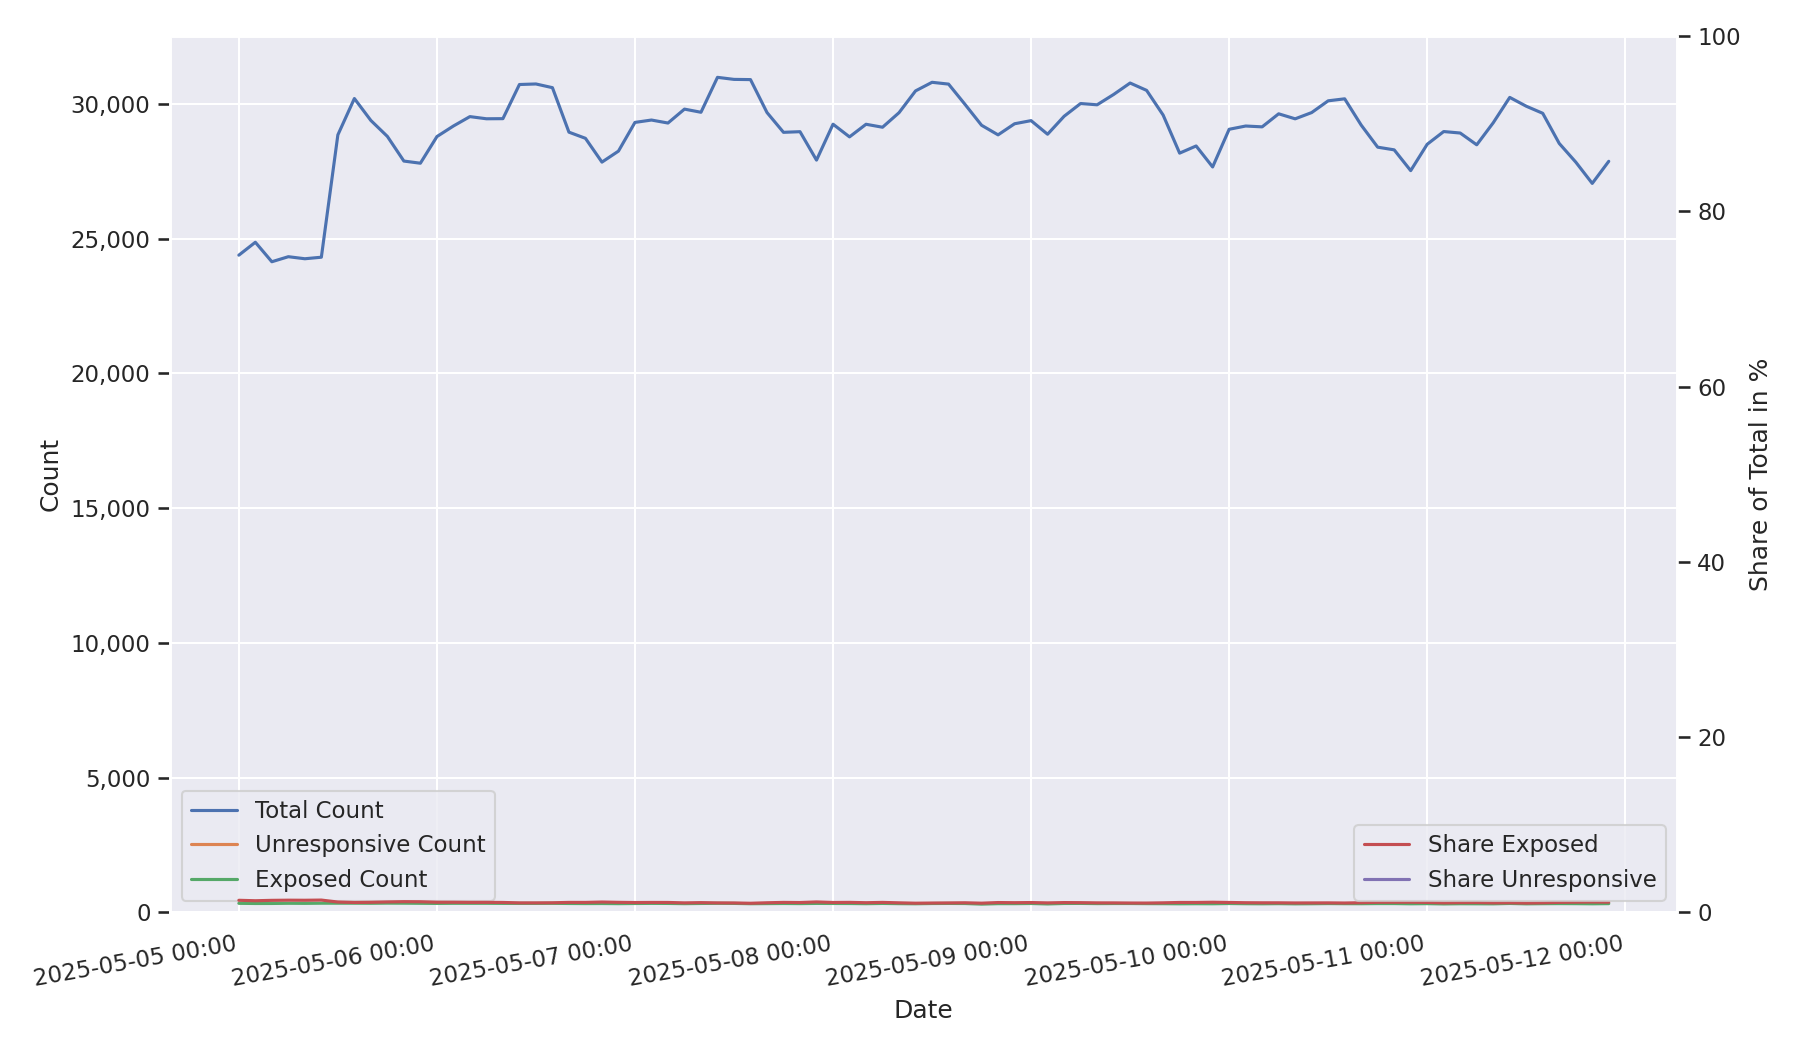 30,000
25,000
20,000
15,000
10,000
5,000
0
Count
100
80
60
40
20
0
Share of Total in %
Total Count
Unresponsive Count
Exposed Count
Share Exposed
Share Unresponsive
2025-05-05 00:00
2025-05-06 00:00
2025-05-07 00:00
2025-05-08 00:00
2025-05-09 00:00
2025-05-10 00:00
2025-05-11 00:00
2025-05-12 00:00
Date